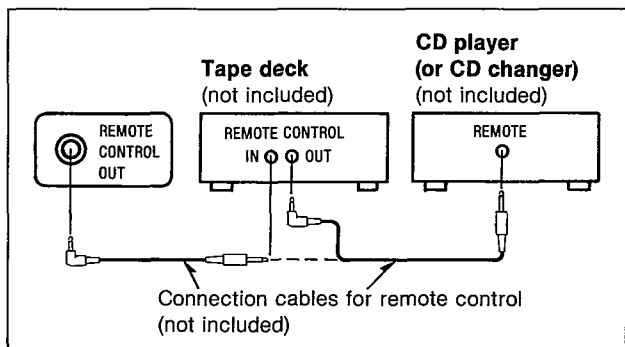 CD player
(or CD changer)
(not included)
Tape deck
(not included)
REMOTE
CONTROL
OUT
REMOTE CONTROL
IN OUT
REMOTE
Connection cables for remote control
(not included)